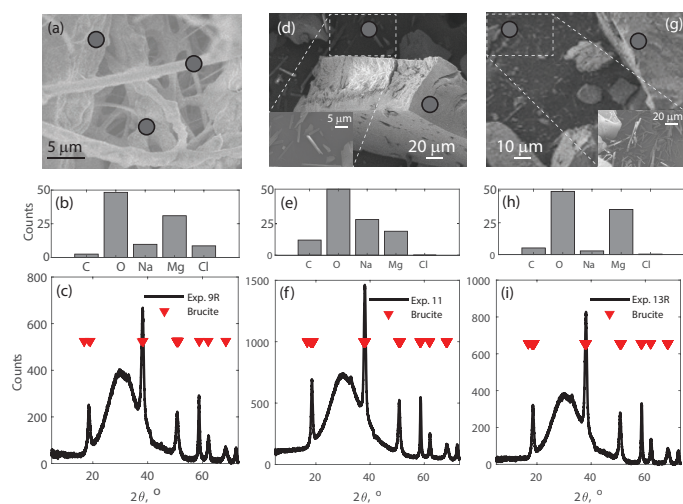 (a)
5 μm
(d)
5 μm
20 μm
(g)
20 μm
10 μm
(b)
50
25
0
Counts
C O Na Mg Cl
(e)
50
25
0
C O Na Mg Cl
(h)
50
25
0
C O Na Mg Cl
(c)
Exp. 9R
Brucite
800
600
400
200
0
Counts
20 40 60
2θ, °
(f)
Exp. 11
Brucite
1500
1000
500
0
20 40 60
2θ, °
(i)
Exp. 13R
Brucite
1000
800
600
400
200
0
20 40 60
2θ, °